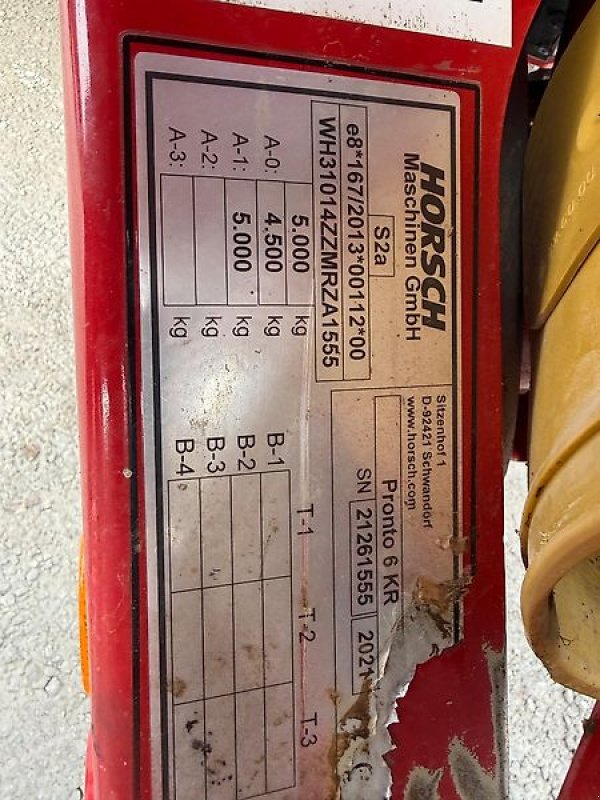 HORSCH
Maschinen GmbH
Sitzenhof 1
D-92421 Schwandorf
www.horsch.com
S2a
e8*167/2013*00112*00
WH31014ZZMRZA1555
Pronto 6 KR
SN 21261555 2021
5.000 kg
A-0: 4.500 kg
A-1: 5.000 kg
A-2: kg
A-3: kg
T-1 T-2 T-3
B-1
B-2
B-3
B-4